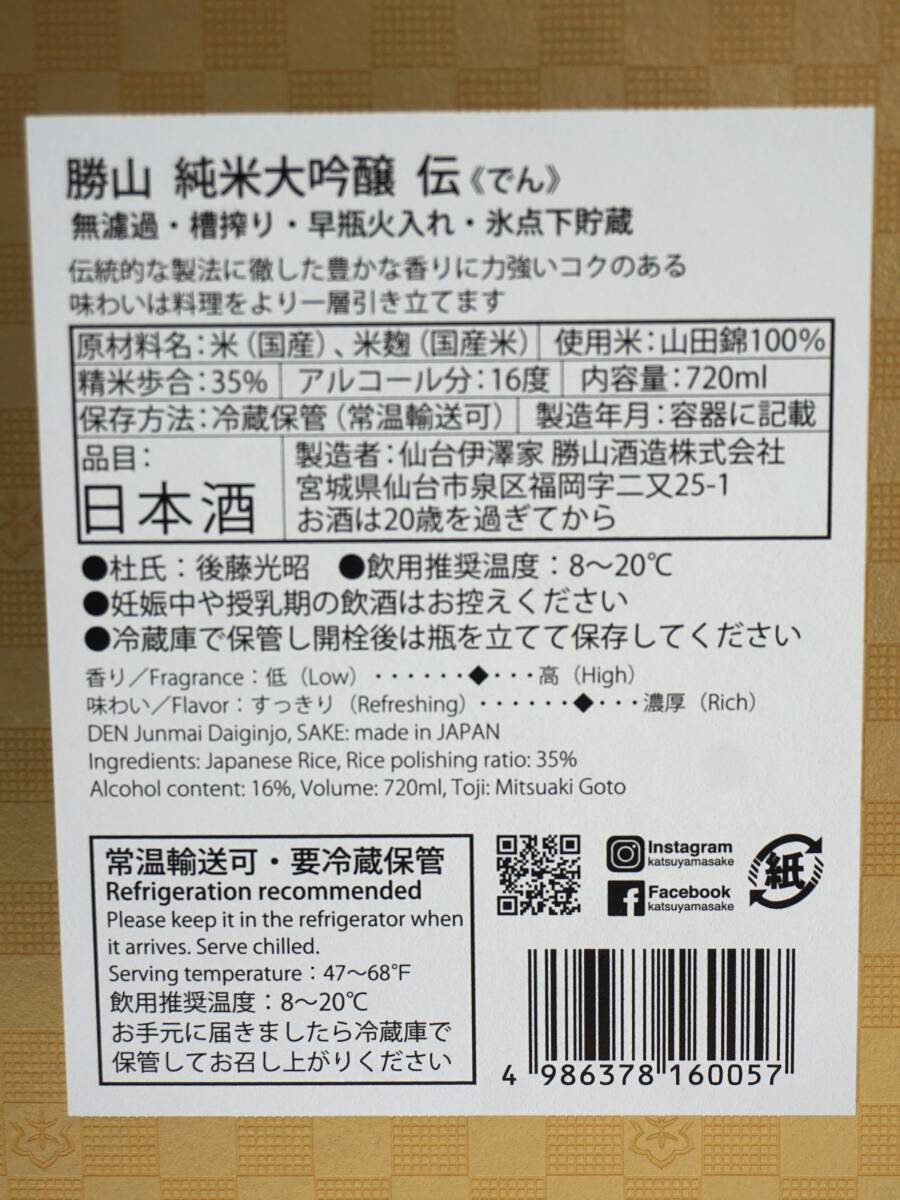 勝山 純米大吟醸 伝《でん》
無濾過・槽搾り・早瓶火入れ・氷点下貯蔵
伝統的な製法に徹した豊かな香りに力強いコクのある
味わいは料理をより一層引き立てます
原材料名：米（国産）、米麹（国産米） 使用米：山田錦100%
精米歩合：35% アルコール分：16度 内容量：720ml
保存方法：冷蔵保管（常温輸送可） 製造年月：容器に記載
品目：
日本酒
製造者：仙台伊澤家 勝山酒造株式会社
宮城県仙台市泉区福岡字二又25-1
お酒は20歳を過ぎてから
●杜氏：後藤光昭 ●飲用推奨温度：8〜20℃
●妊娠中や授乳期の飲酒はお控えください
●冷蔵庫で保管し開栓後は瓶を立てて保存してください
香り／Fragrance：低（Low）・・・・・・◆・・・高（High）
味わい／Flavor：すっきり（Refreshing）・・・・・・◆・・・濃厚（Rich）
DEN Junmai Daiginjo, SAKE: made in JAPAN
Ingredients: Japanese Rice, Rice polishing ratio: 35%
Alcohol content: 16%, Volume: 720ml, Toji: Mitsuaki Goto
常温輸送可・要冷蔵保管
Refrigeration recommended
Please keep it in the refrigerator when
it arrives. Serve chilled.
Serving temperature：47〜68°F
飲用推奨温度：8〜20℃
お手元に届きましたら冷蔵庫で
保管してお召し上がりください
Instagram
katsuyamasake
Facebook
katsuyamasake
紙
4 986378 160057